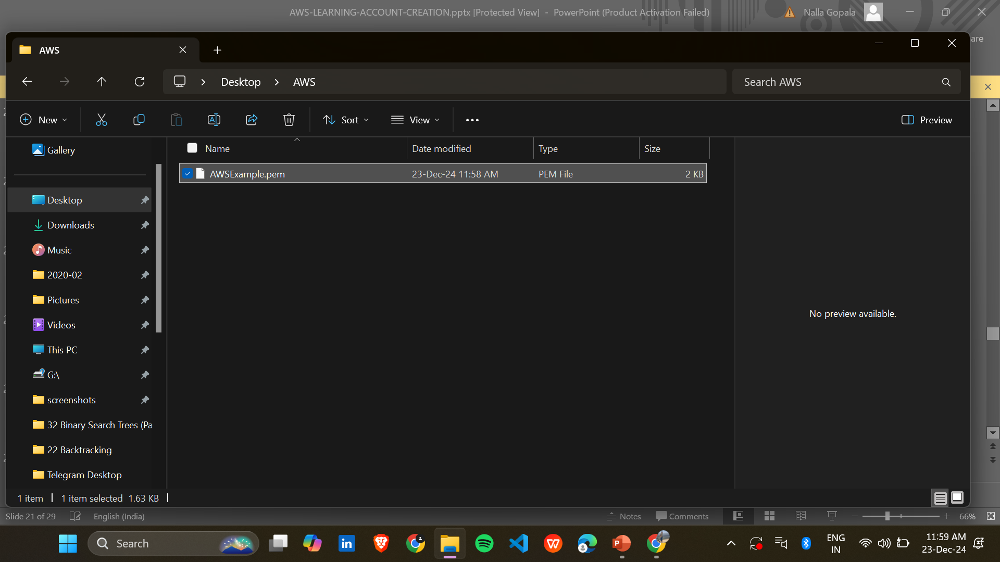 AWS-LEARNING-ACCOUNT-CREATION.pptx [Protected View] - PowerPoint (Product Activation Failed)
Nalla Gopala
are
AWS
Desktop
AWS
Search AWS
New
Sort
View
Preview
Gallery
Name
Date modified
Type
Size
AWSExample.pem
23-Dec-24 11:58 AM
PEM File
2 KB
Desktop
Downloads
Music
2020-02
Pictures
Videos
This PC
G:\
screenshots
32 Binary Search Trees (Pa
22 Backtracking
Telegram Desktop
No preview available.
1 item
1 item selected 1.63 KB
Slide 21 of 29
English (India)
Notes
Comments
66%
Search
ENG
IN
11:59 AM
23-Dec-24